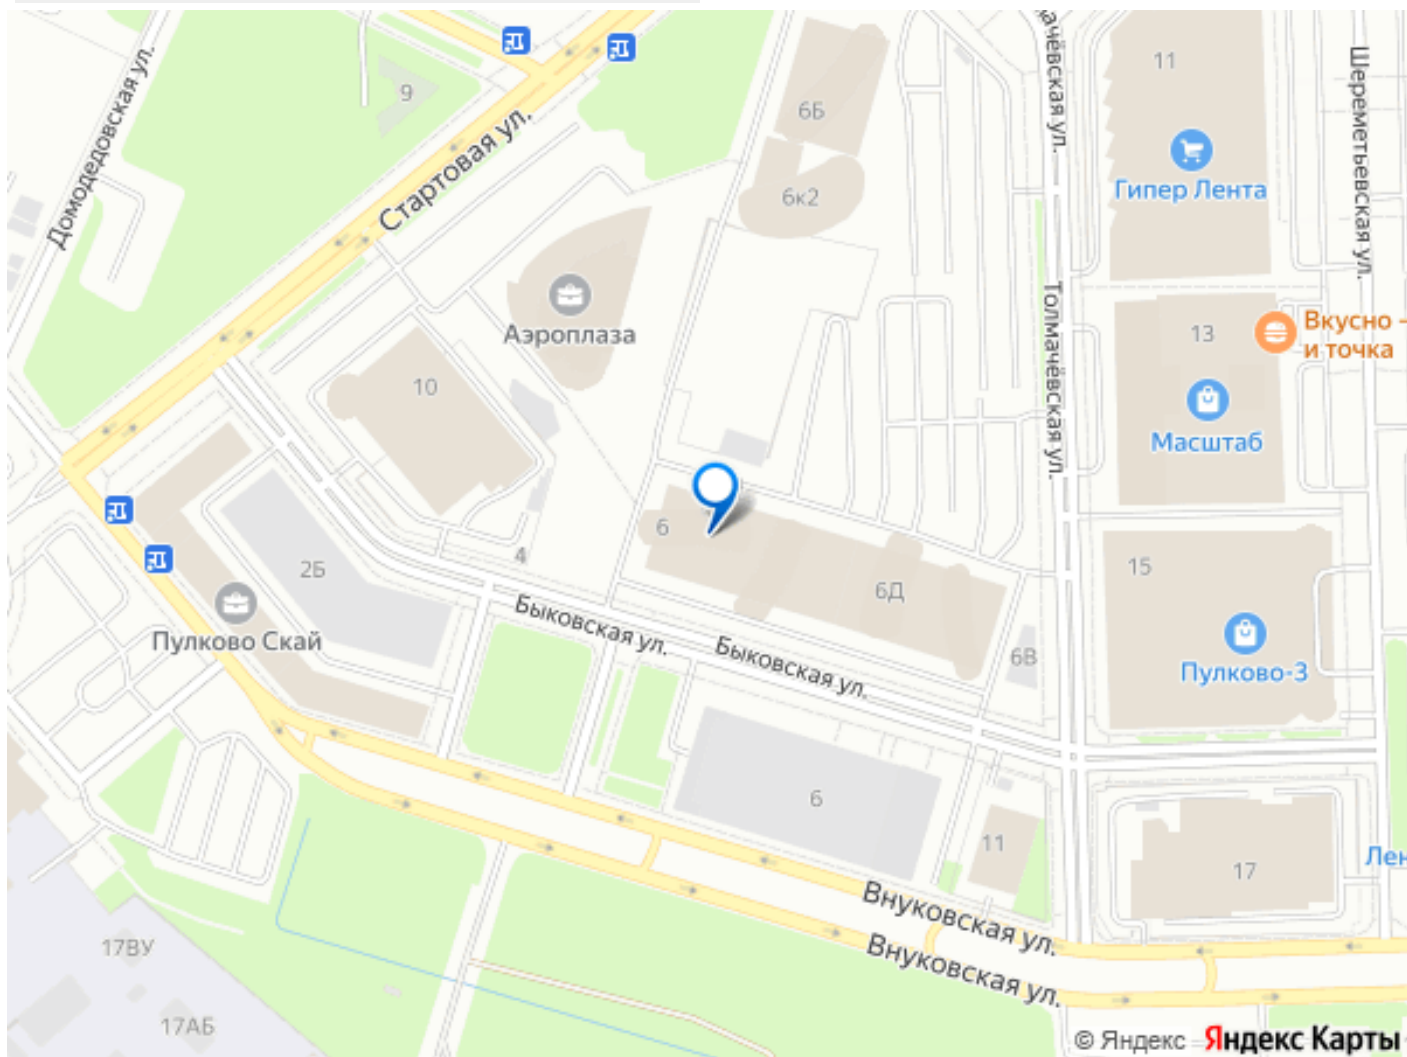 Домодедовская ул.
9
Стартовая ул.
6Б
6к2
Толмачёвская ул.
11
Гипер Лента
Шереметьевская ул.
Аэроплаза
10
13
Вкусно –
и точка
Масштаб
Толмачёвская ул.
6
6Д
4
2Б
Пулково Скай
Быковская ул.
Быковская ул.
6В
15
Пулково-3
6
11
17
Внуковская ул.
Внуковская ул.
17ВУ
17АБ
© Яндекс Яндекс Карты